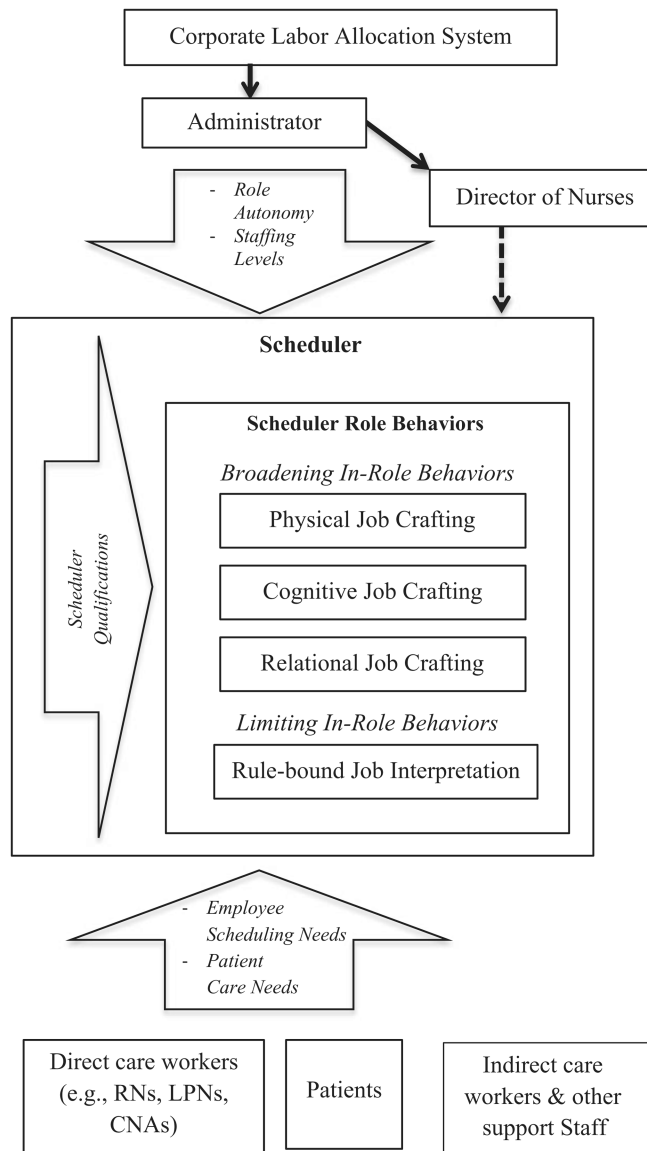 Corporate Labor Allocation System
Administrator
- Role
Autonomy
- Staffing
Levels
Director of Nurses
Scheduler
Scheduler
Qualifications
Scheduler Role Behaviors
Broadening In-Role Behaviors
Physical Job Crafting
Cognitive Job Crafting
Relational Job Crafting
Limiting In-Role Behaviors
Rule-bound Job Interpretation
- Employee
Scheduling Needs
- Patient
Care Needs
Direct care workers
(e.g., RNs, LPNs,
CNAs)
Patients
Indirect care
workers & other
support Staff